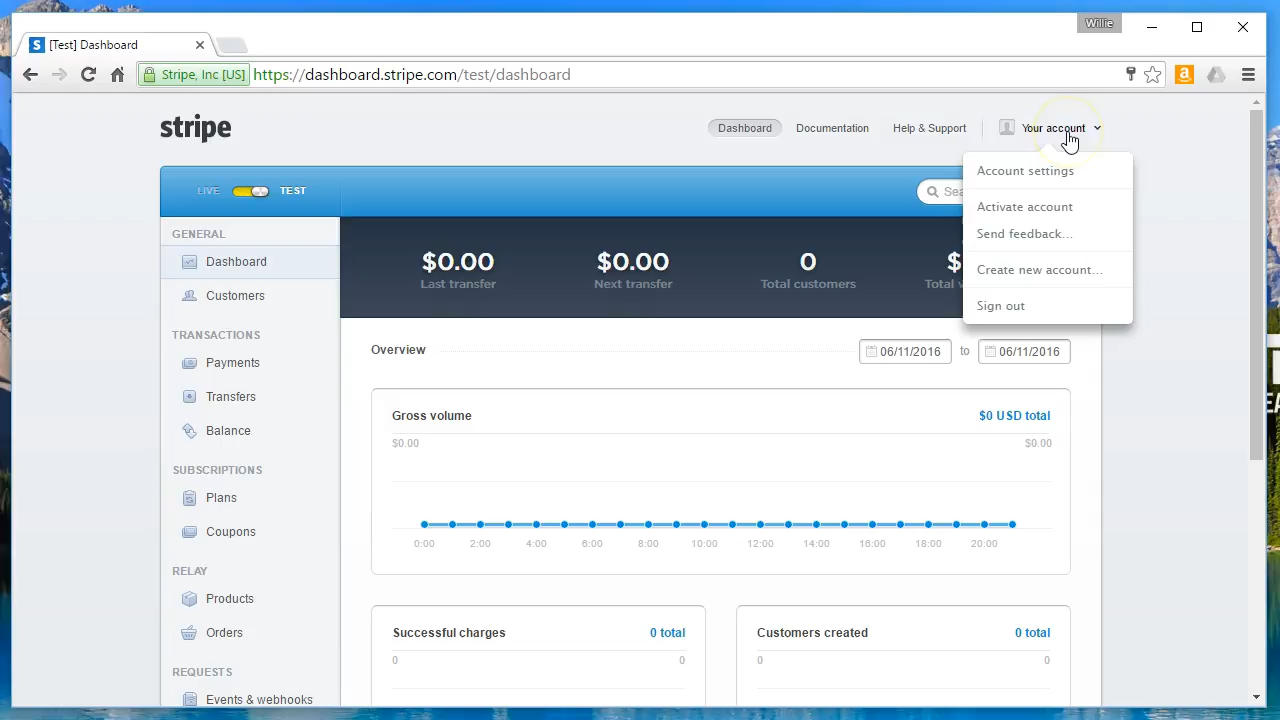 Willie
S [Test] Dashboard
Stripe, Inc [US] https://dashboard.stripe.com/test/dashboard
stripe
Dashboard Documentation Help & Support Your account
Account settings
Activate account
Send feedback...
Create new account...
Sign out
LIVE TEST
GENERAL
Dashboard
Customers
TRANSACTIONS
Payments
Transfers
Balance
SUBSCRIPTIONS
Plans
Coupons
RELAY
Products
Orders
REQUESTS
Events & webhooks
$0.00
Last transfer
$0.00
Next transfer
0
Total customers
$
Total
Overview 06/11/2016 to 06/11/2016
Gross volume $0 USD total
$0.00 $0.00
0:00 2:00 4:00 6:00 8:00 10:00 12:00 14:00 16:00 18:00 20:00
Successful charges 0 total
0 0
Customers created 0 total
0 0